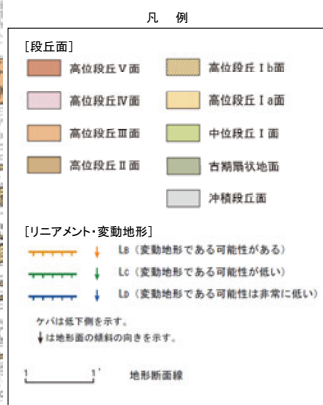 凡 例
[段丘面]
高位段丘Ⅴ面
高位段丘Ⅰb面
高位段丘Ⅳ面
高位段丘Ⅰa面
高位段丘Ⅲ面
中位段丘Ⅰ面
高位段丘Ⅱ面
古期扇状地面
沖積段丘面
[リニアメント・変動地形]
LB（変動地形である可能性がある）
LC（変動地形である可能性が低い）
LD（変動地形である可能性は非常に低い）
ケバは低下側を示す。
↓は地形面の傾斜の向きを示す。
1 1' 地形断面線